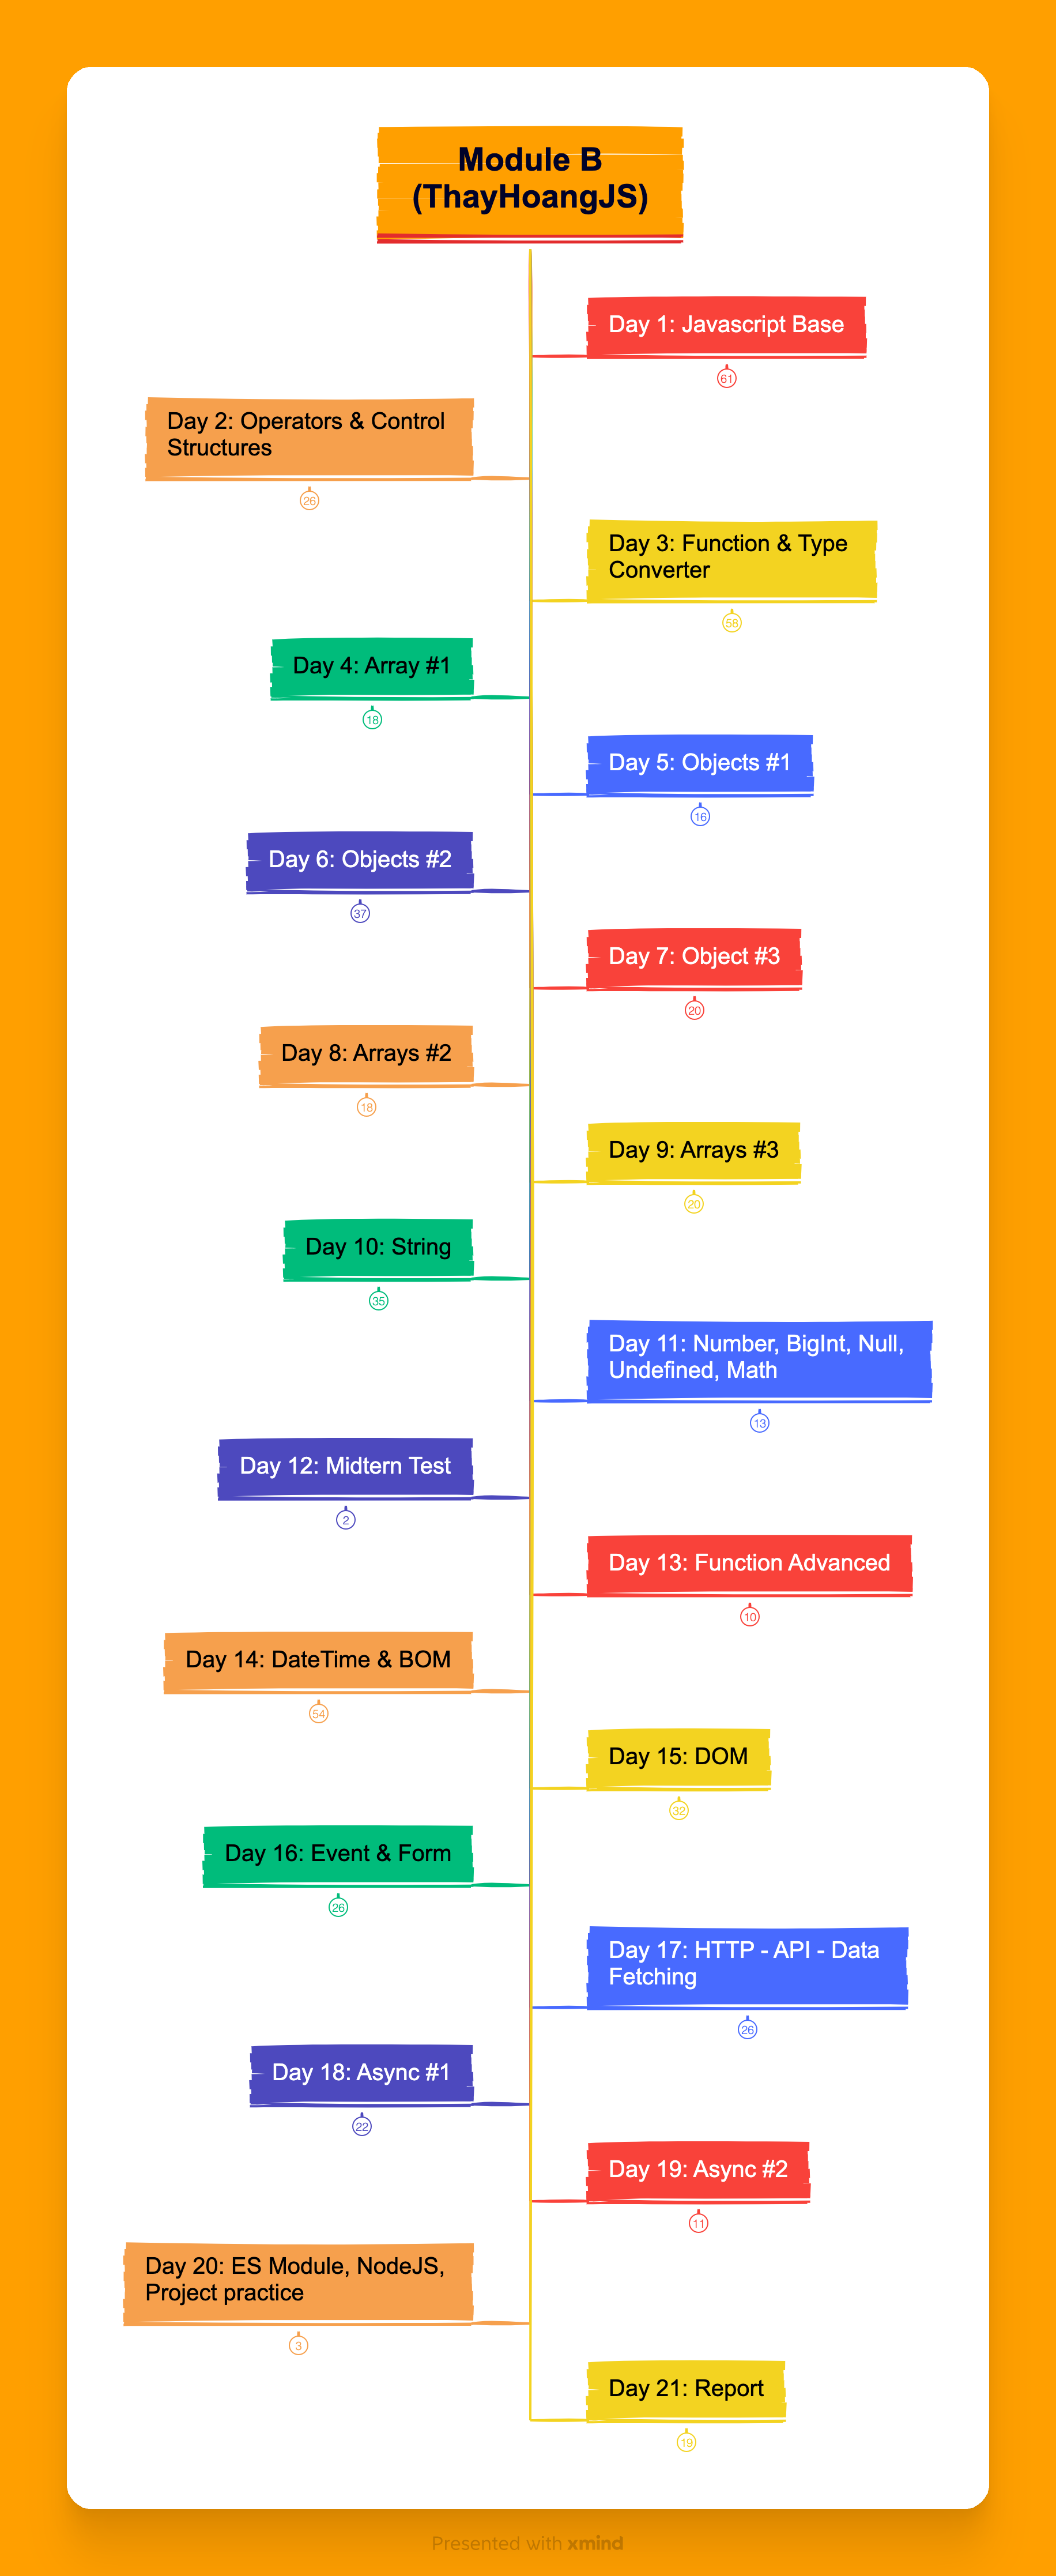 Module B
(ThayHoangJS)
Day 1: Javascript Base
61
Day 2: Operators & Control
Structures
26
Day 3: Function & Type
Converter
58
Day 4: Array #1
18
Day 5: Objects #1
16
Day 6: Objects #2
37
Day 7: Object #3
20
Day 8: Arrays #2
18
Day 9: Arrays #3
20
Day 10: String
35
Day 11: Number, BigInt, Null,
Undefined, Math
13
Day 12: Midtern Test
2
Day 13: Function Advanced
10
Day 14: DateTime & BOM
54
Day 15: DOM
32
Day 16: Event & Form
26
Day 17: HTTP - API - Data
Fetching
26
Day 18: Async #1
22
Day 19: Async #2
11
Day 20: ES Module, NodeJS,
Project practice
3
Day 21: Report
19
Presented with xmind